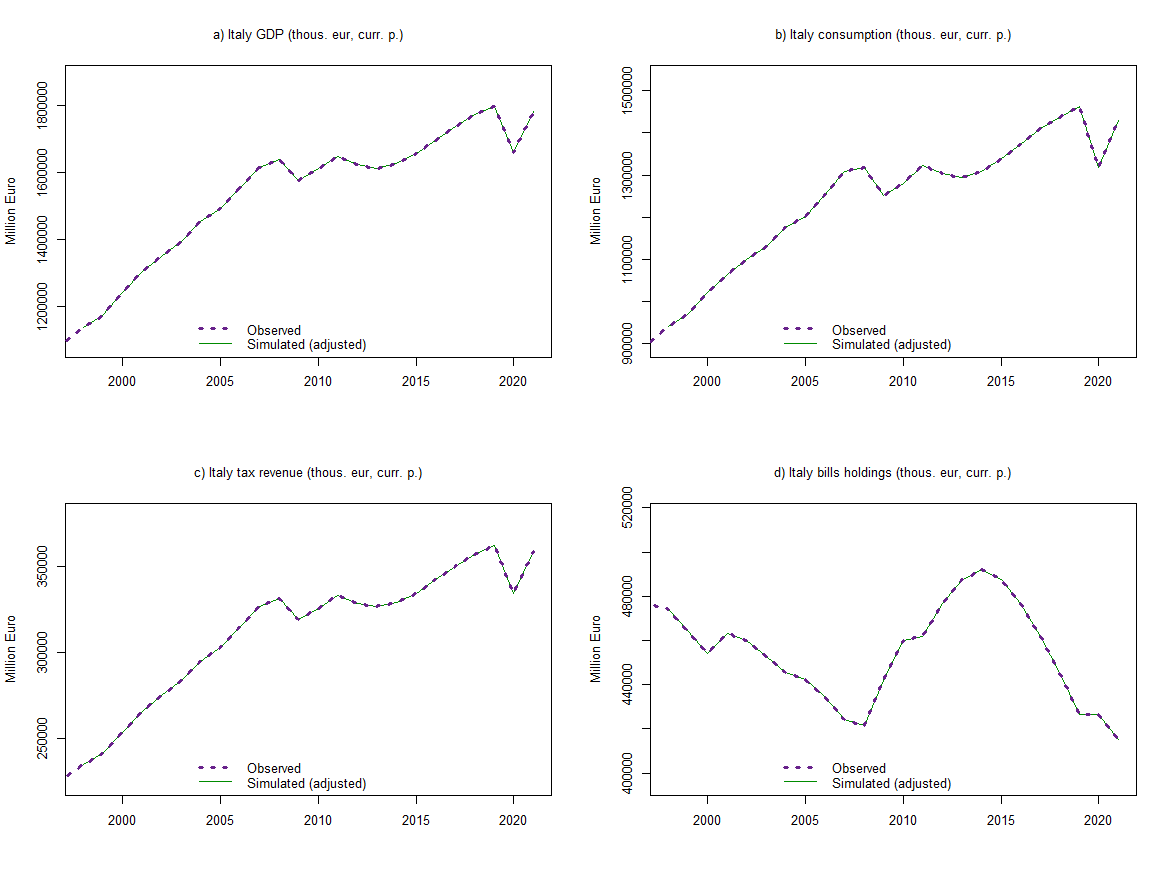 a) Italy GDP (thous. eur, curr. p.)
Million Euro
1200000 1400000 1600000 1800000
Observed
Simulated (adjusted)
2000 2005 2010 2015 2020
b) Italy consumption (thous. eur, curr. p.)
Million Euro
900000 1100000 1300000 1500000
Observed
Simulated (adjusted)
2000 2005 2010 2015 2020
c) Italy tax revenue (thous. eur, curr. p.)
Million Euro
250000 300000 350000
Observed
Simulated (adjusted)
2000 2005 2010 2015 2020
d) Italy bills holdings (thous. eur, curr. p.)
Million Euro
400000 440000 480000 520000
Observed
Simulated (adjusted)
2000 2005 2010 2015 2020